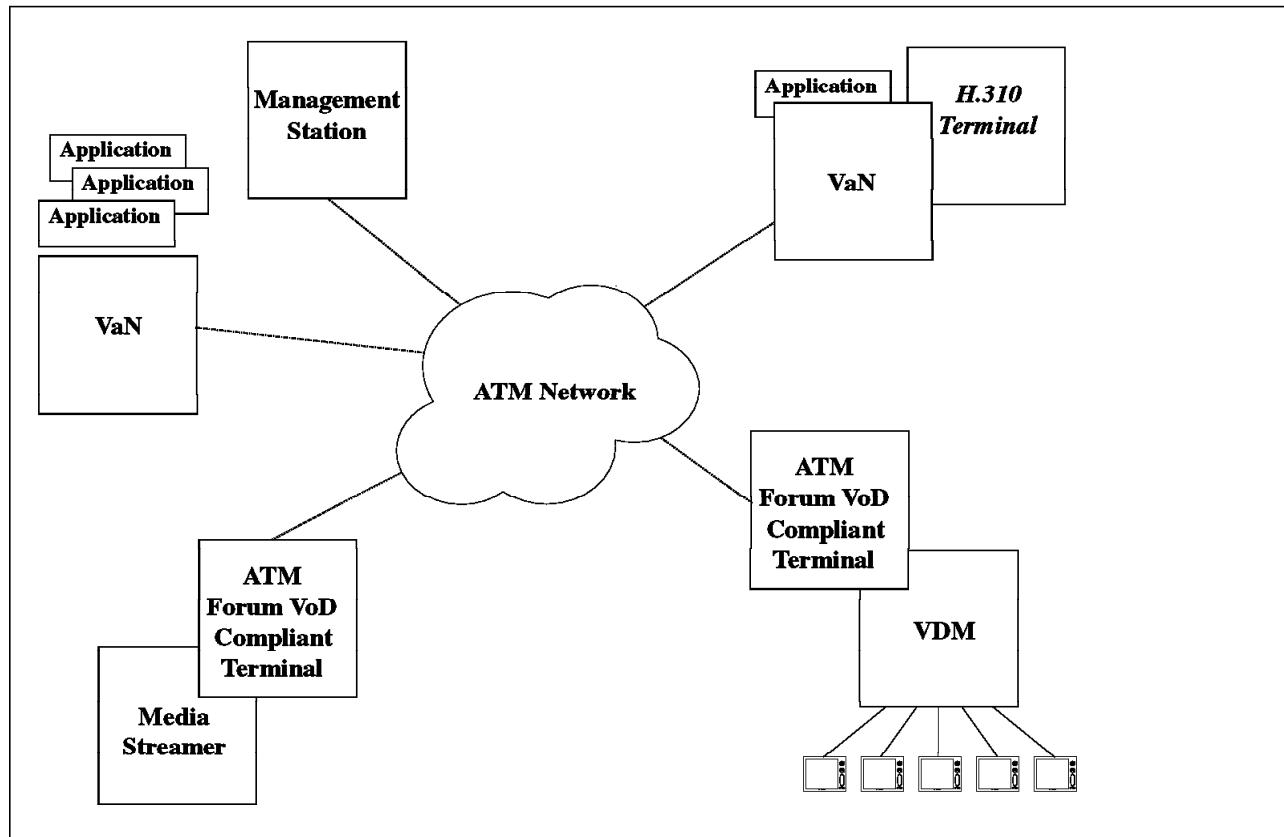 Management
Station
Application
H.310
Terminal
VaN
Application
Application
Application
VaN
ATM Network
ATM
Forum VoD
Compliant
Terminal
VDM
ATM
Forum VoD
Compliant
Terminal
Media
Streamer